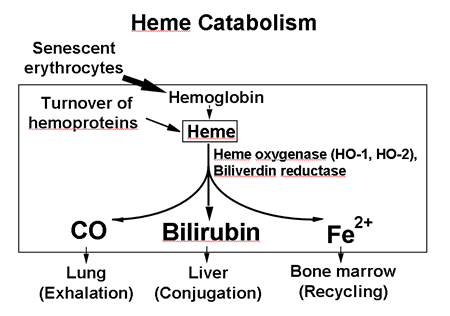 Heme Catabolism
Senescent
erythrocytes
Hemoglobin
Turnover of
hemoproteins
Heme
Heme oxygenase (HO-1, HO-2),
Biliverdin reductase
CO
Bilirubin
Fe2+
Lung
(Exhalation)
Liver
(Conjugation)
Bone marrow
(Recycling)